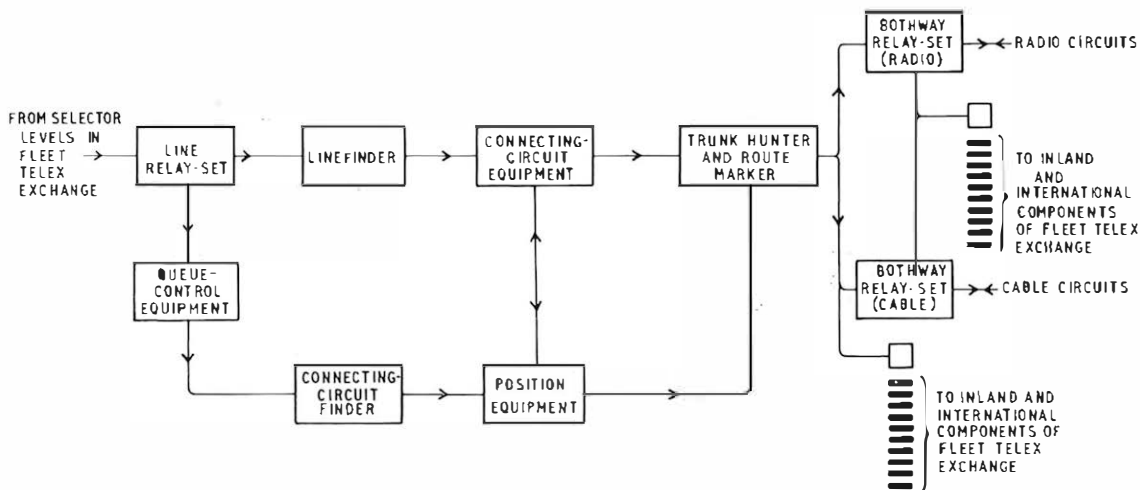 FROM SELECTOR
LEVELS IN
FLEET
TELEX
EXCHANGE
LINE
RELAY-SET
LINEFINDER
CONNECTING-
CIRCUIT
EQUIPMENT
TRUNK HUNTER
AND ROUTE
MARKER
BOTHWAY
RELAY-SET
(RADIO)
RADIO CIRCUITS
TO INLAND
AND
INTERNATIONAL
COMPONENTS
OF FLEET TELEX
EXCHANGE
QUEUE-
CONTROL
EQUIPMENT
BOTHWAY
RELAY-SET
(CABLE)
CABLE CIRCUITS
CONNECTING-
CIRCUIT
FINDER
POSITION
EQUIPMENT
TO INLAND AND
INTERNATIONAL
COMPONENTS OF
FLEET TELEX
EXCHANGE